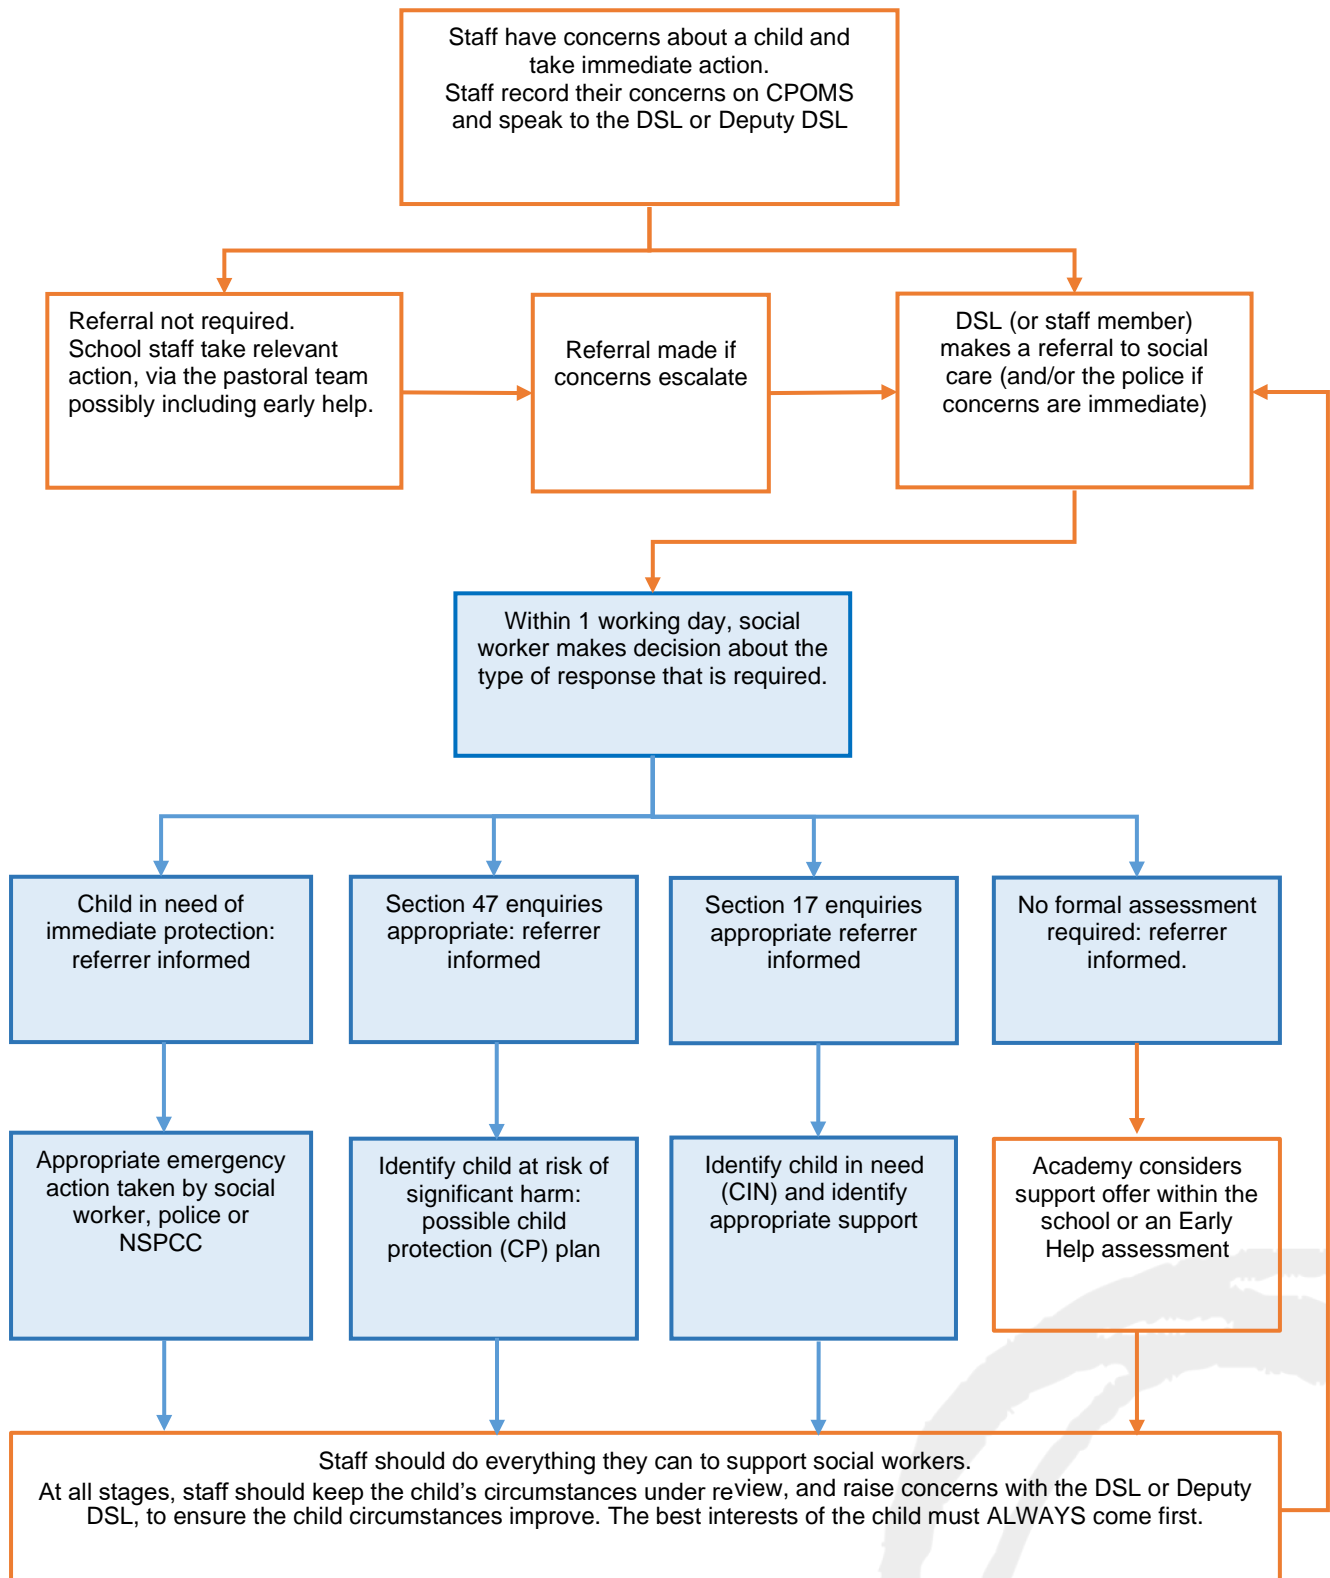 Staff have concerns about a child and
take immediate action.
Staff record their concerns on CPOMS
and speak to the DSL or Deputy DSL
Referral not required.
School staff take relevant
action, via the pastoral team
possibly including early help.
Referral made if
concerns escalate
DSL (or staff member)
makes a referral to social
care (and/or the police if
concerns are immediate)
Within 1 working day, social
worker makes decision about the
type of response that is required.
Child in need of
immediate protection:
referrer informed
Section 47 enquiries
appropriate: referrer
informed
Section 17 enquiries
appropriate referrer
informed
No formal assessment
required: referrer
informed.
Appropriate emergency
action taken by social
worker, police or
NSPCC
Identify child at risk of
significant harm:
possible child
protection (CP) plan
Identify child in need
(CIN) and identify
appropriate support
Academy considers
support offer within the
school or an Early
Help assessment
Staff should do everything they can to support social workers.
At all stages, staff should keep the child’s circumstances under review, and raise concerns with the DSL or Deputy
DSL, to ensure the child circumstances improve. The best interests of the child must ALWAYS come first.